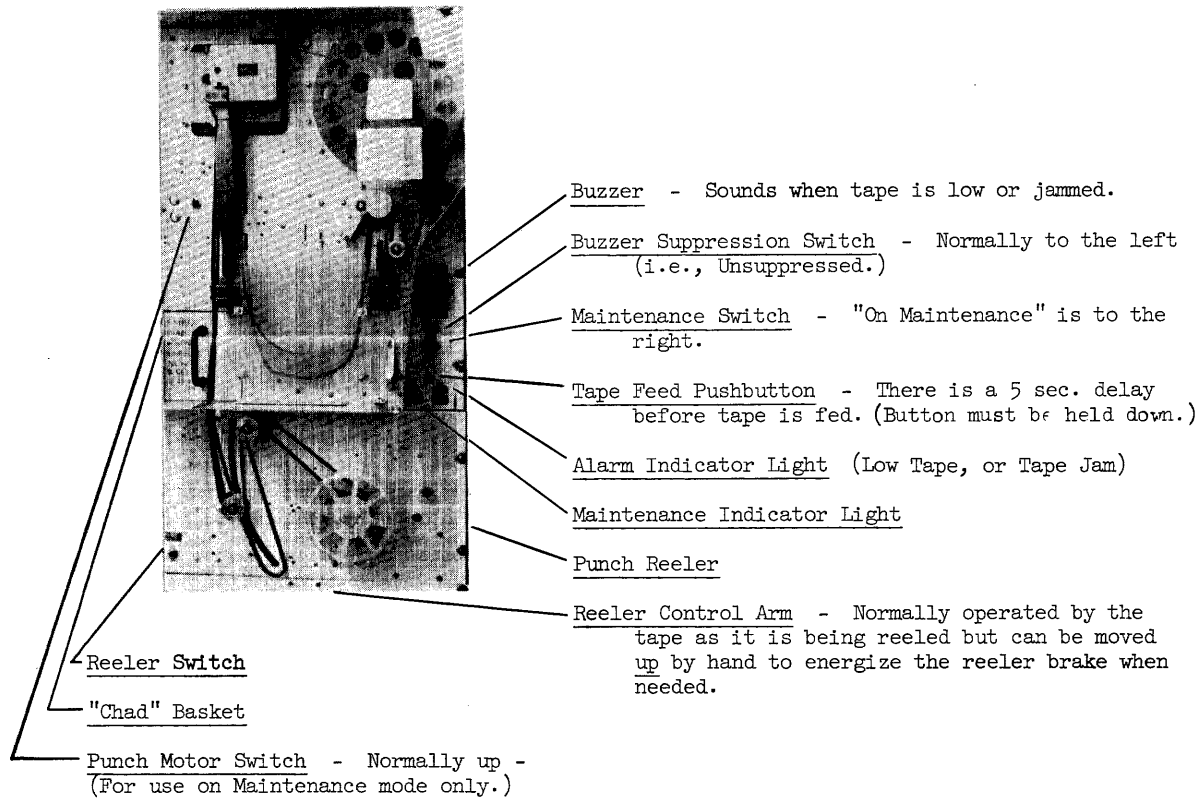 Buzzer - Sounds when tape is low or jammed.
Buzzer Suppression Switch - Normally to the left
(i.e., Unsuppressed.)
Maintenance Switch - "On Maintenance" is to the
right.
Tape Feed Pushbutton - There is a 5 sec. delay
before tape is fed. (Button must be held down.)
Alarm Indicator Light (Low Tape, or Tape Jam)
Maintenance Indicator Light
Punch Reeler
Reeler Control Arm - Normally operated by the
tape as it is being reeled but can be moved
up by hand to energize the reeler brake when
needed.
Reeler Switch
"Chad" Basket
Punch Motor Switch - Normally up -
(For use on Maintenance mode only.)